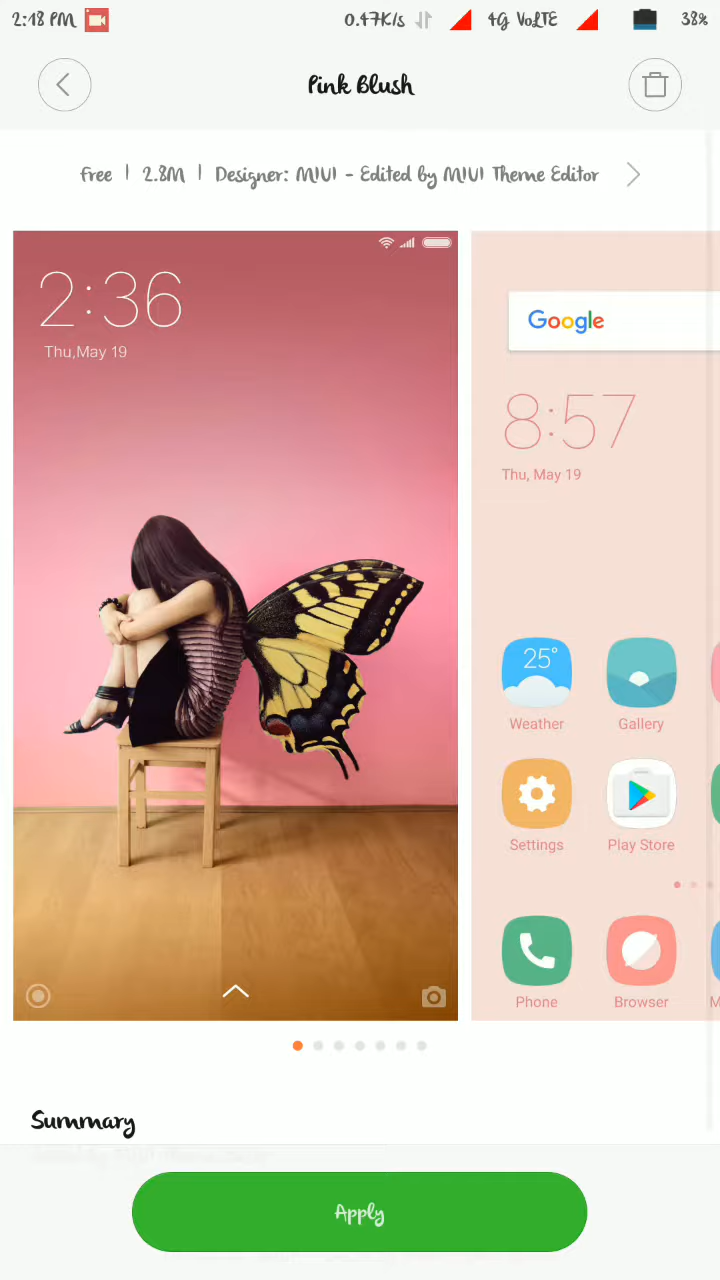 2:18 PM 0.47K/s 4G VoLTE 38%
Pink Blush
Free | 2.8M | Designer: MIUI - Edited by MIUI Theme Editor
2:36
Thu,May 19
Google
8:57
Thu, May 19
25°
Weather Gallery
Settings Play Store
Phone Browser M
Summary
Apply